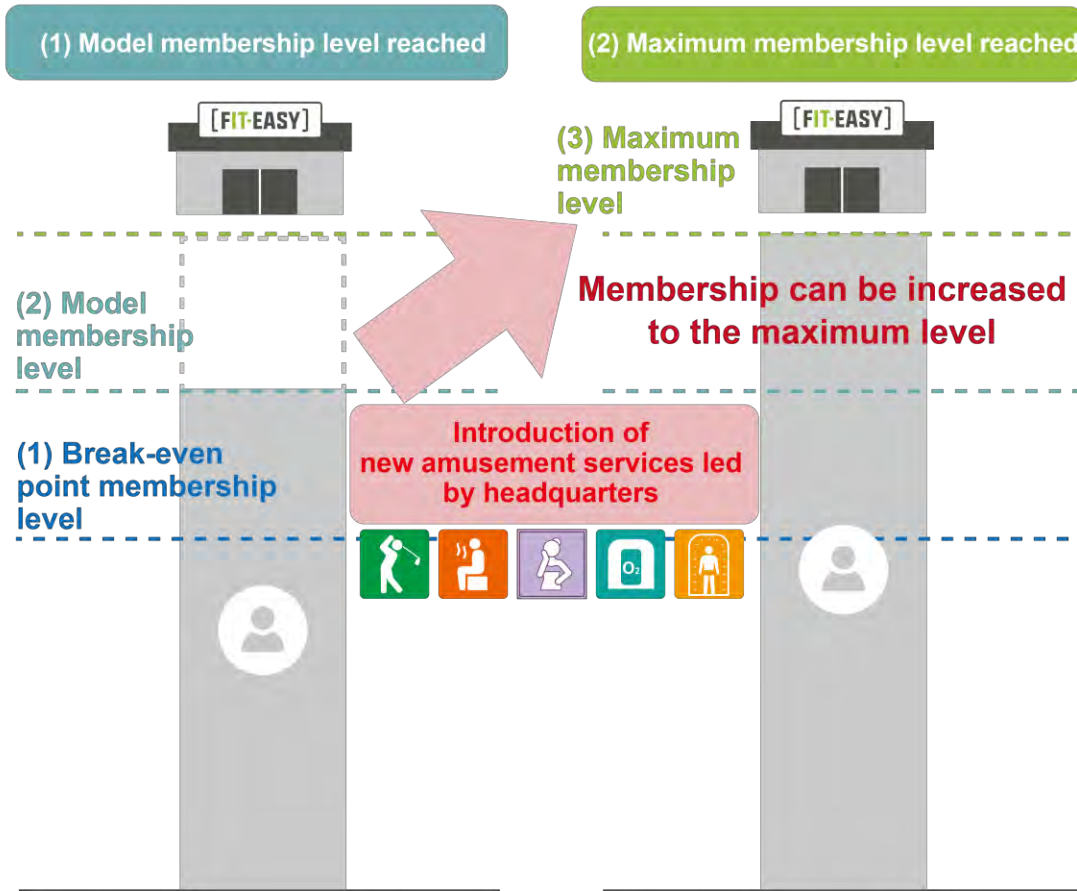 (1) Model membership level reached
(2) Maximum membership level reached
[FIT-EASY]
[FIT-EASY]
(3) Maximum
membership
level
(2) Model
membership
level
Membership can be increased
to the maximum level
(1) Break-even
point membership
level
Introduction of
new amusement services led
by headquarters
O₂